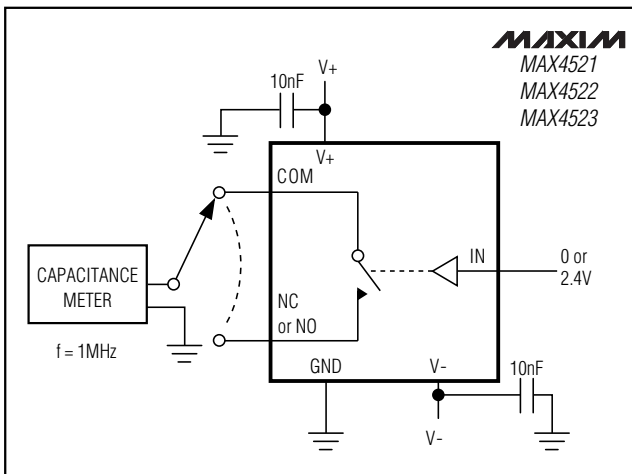 MAXIM
MAX4521
MAX4522
MAX4523
V+
10nF
V+
COM
IN
0 or
2.4V
CAPACITANCE
METER
NC
or NO
f = 1MHz
GND
V-
10nF
V-